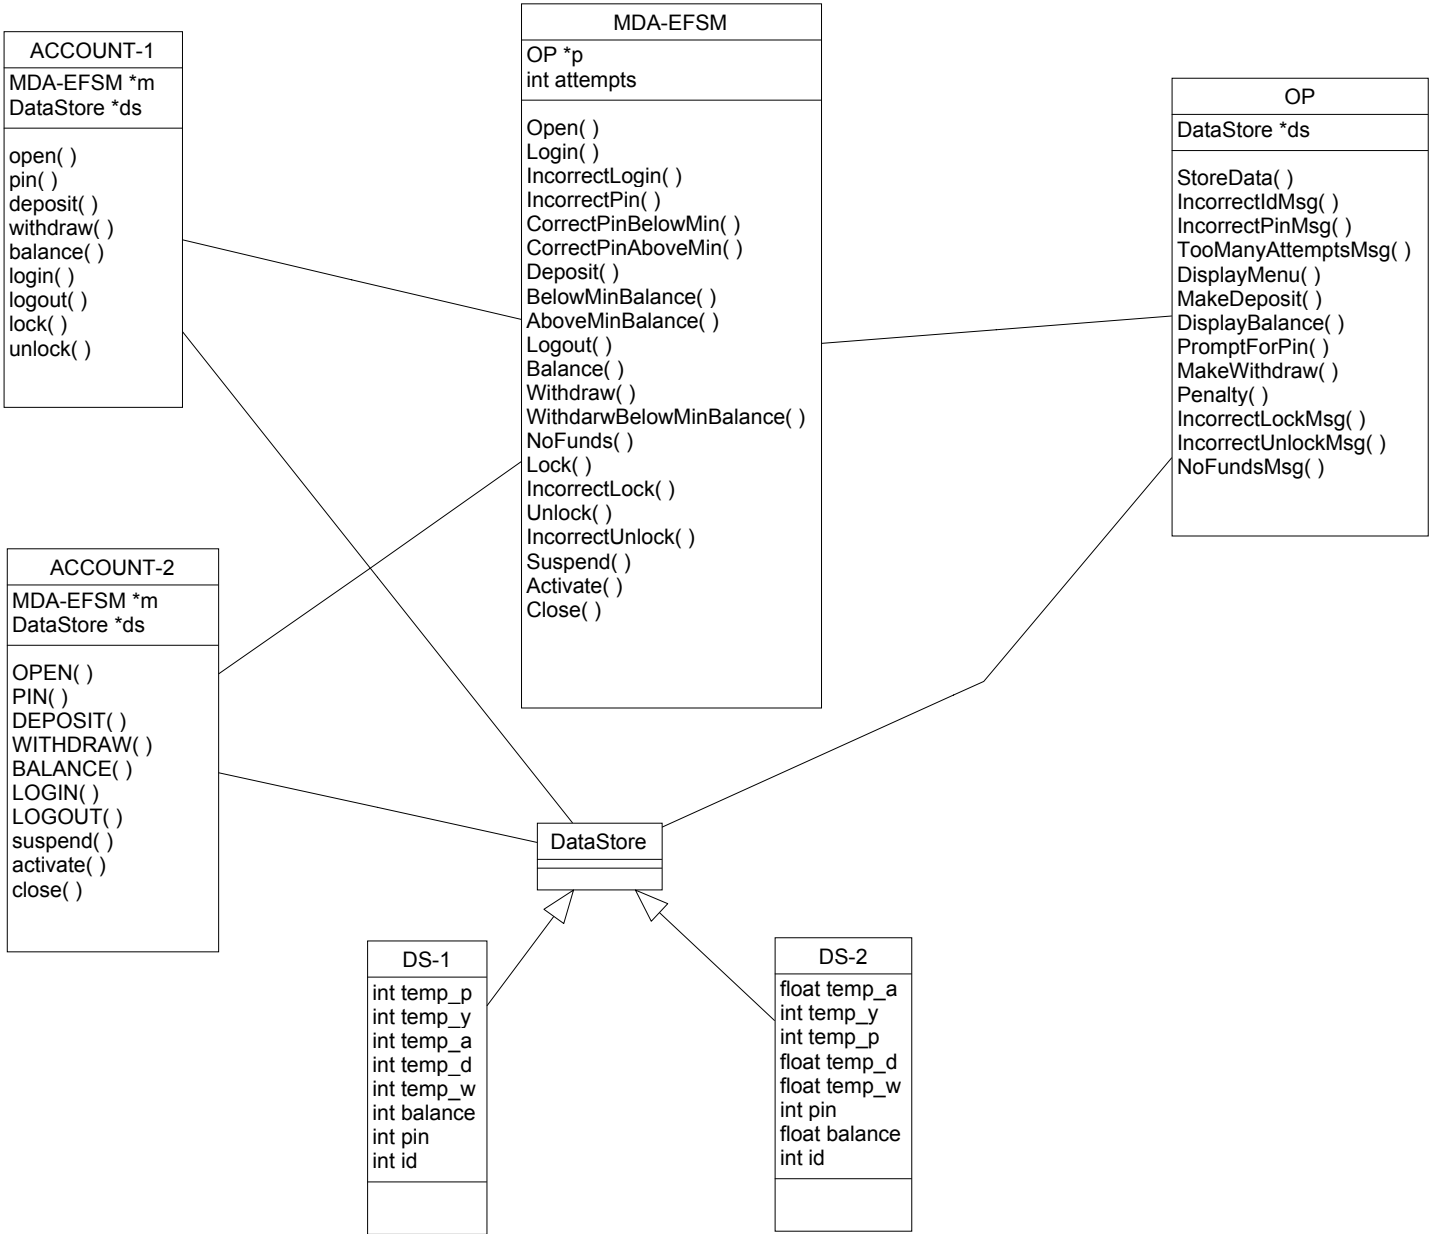 ACCOUNT-1
MDA-EFSM *m
DataStore *ds
open( )
pin( )
deposit( )
withdraw( )
balance( )
login( )
logout( )
lock( )
unlock( )
MDA-EFSM
OP *p
int attempts
Open( )
Login( )
IncorrectLogin( )
IncorrectPin( )
CorrectPinBelowMin( )
CorrectPinAboveMin( )
Deposit( )
BelowMinBalance( )
AboveMinBalance( )
Logout( )
Balance( )
Withdraw( )
WithdarwBelowMinBalance( )
NoFunds( )
Lock( )
IncorrectLock( )
Unlock( )
IncorrectUnlock( )
Suspend( )
Activate( )
Close( )
OP
DataStore *ds
StoreData( )
IncorrectIdMsg( )
IncorrectPinMsg( )
TooManyAttemptsMsg( )
DisplayMenu( )
MakeDeposit( )
DisplayBalance( )
PromptForPin( )
MakeWithdraw( )
Penalty( )
IncorrectLockMsg( )
IncorrectUnlockMsg( )
NoFundsMsg( )
ACCOUNT-2
MDA-EFSM *m
DataStore *ds
OPEN( )
PIN( )
DEPOSIT( )
WITHDRAW( )
BALANCE( )
LOGIN( )
LOGOUT( )
suspend( )
activate( )
close( )
DataStore
DS-1
int temp_p
int temp_y
int temp_a
int temp_d
int temp_w
int balance
int pin
int id
DS-2
float temp_a
int temp_y
int temp_p
float temp_d
float temp_w
int pin
float balance
int id